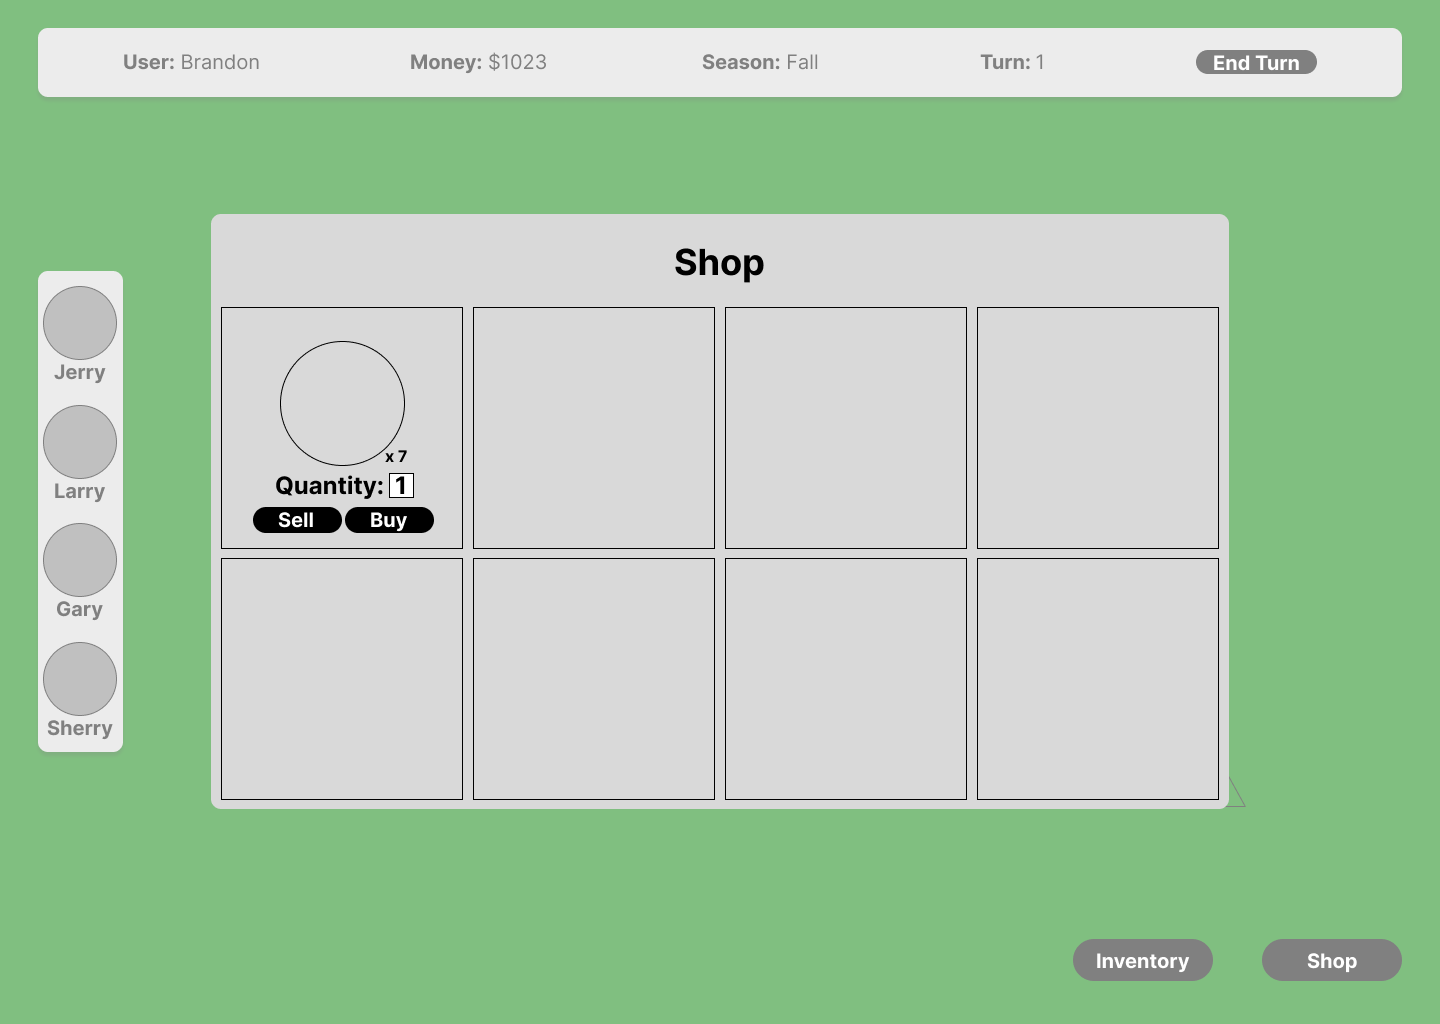 User: Brandon
Money: $1023
Season: Fall
Turn: 1
End Turn
Shop
Jerry
Larry
Gary
Sherry
x 7
Quantity: 1
Sell
Buy
Inventory
Shop